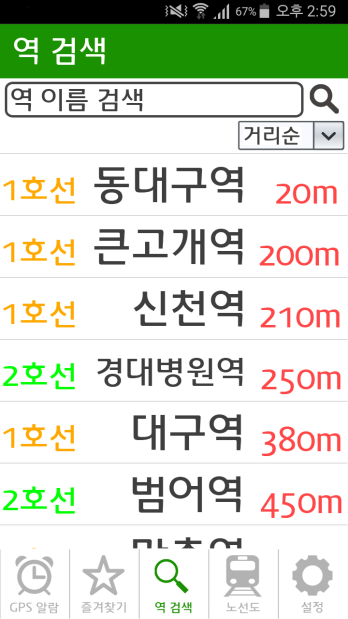 67% 오후 2:59
역 검색
역 이름 검색
거리순
1호선 동대구역 20m
1호선 큰고개역 200m
1호선 신천역 210m
2호선 경대병원역 250m
1호선 대구역 380m
2호선 범어역 450m
GPS 알람 즐겨찾기 역 검색 노선도 설정